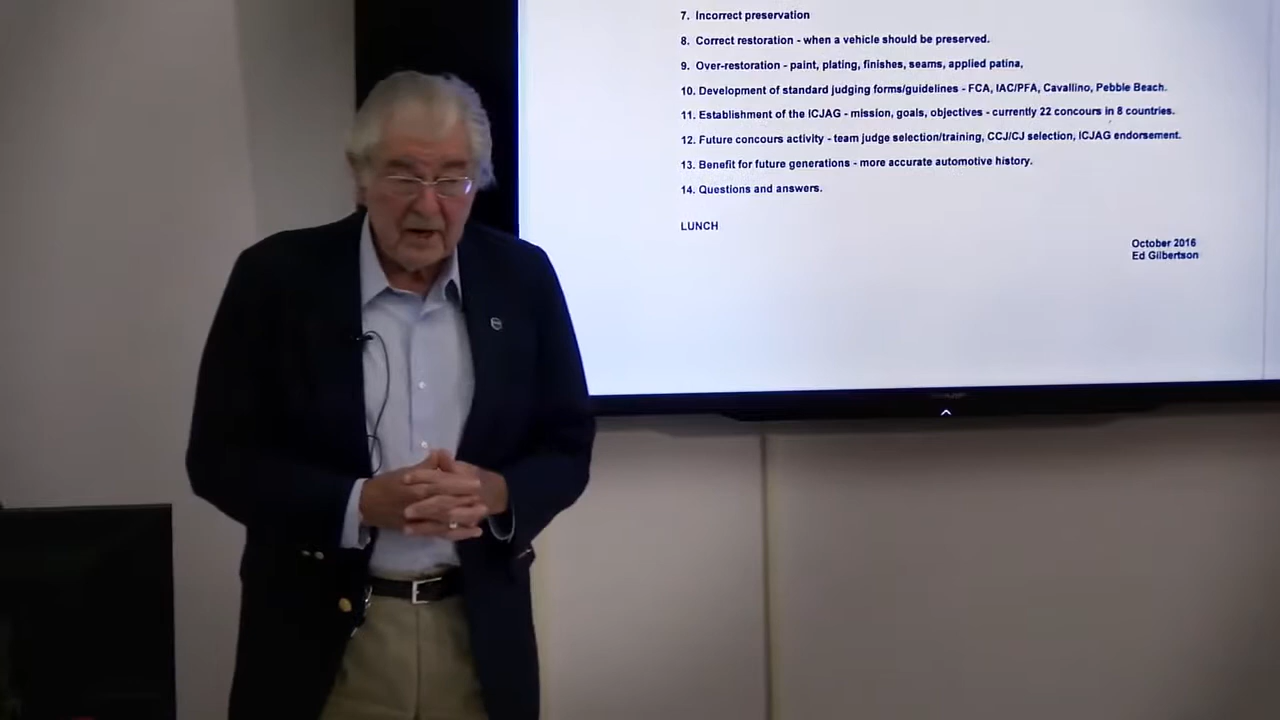 7. Incorrect preservation
8. Correct restoration - when a vehicle should be preserved.
9. Over-restoration - paint, plating, finishes, seams, applied patina,
10. Development of standard judging forms/guidelines - FCA, IAC/PFA, Cavallino, Pebble Beach.
11. Establishment of the ICJAG - mission, goals, objectives - currently 22 concours in 8 countries.
12. Future concours activity - team judge selection/training, CCJ/CJ selection, ICJAG endorsement.
13. Benefit for future generations - more accurate automotive history.
14. Questions and answers.
LUNCH
October 2016
Ed Gilbertson